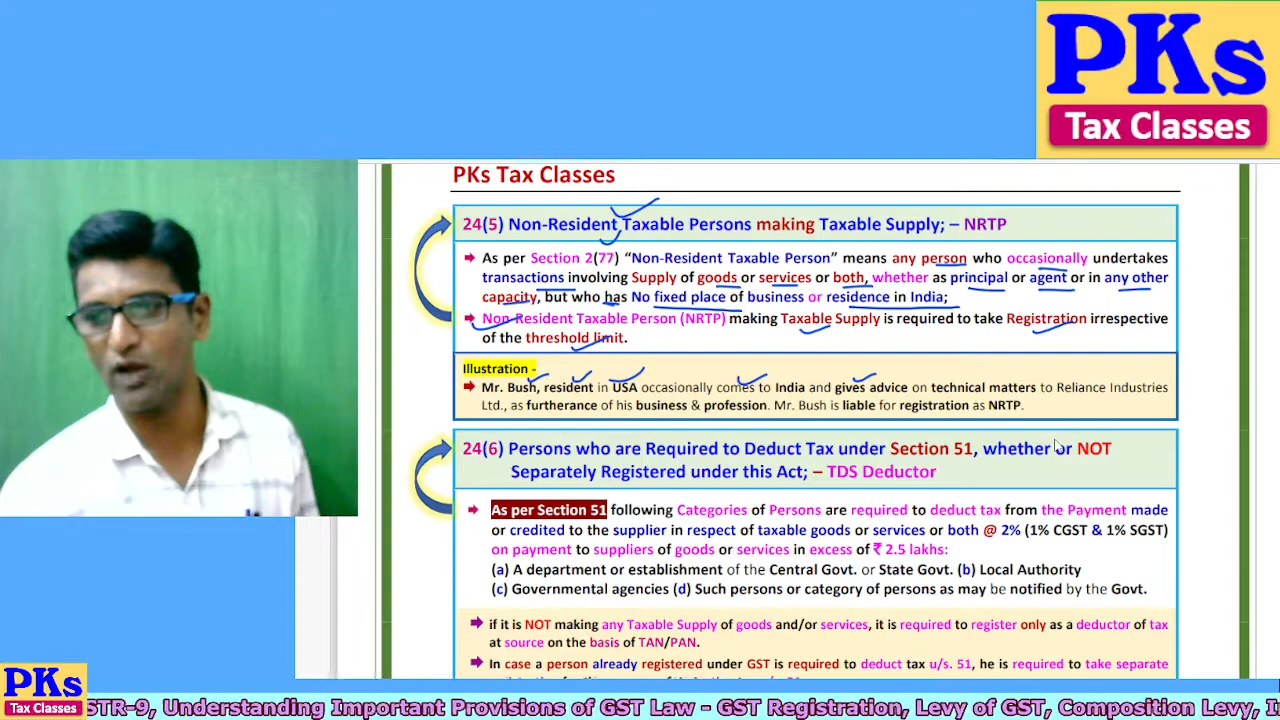 PKs
Tax Classes
PKs Tax Classes
24(5) Non-Resident Taxable Persons making Taxable Supply; – NRTP
As per Section 2(77) “Non-Resident Taxable Person” means any person who occasionally undertakes
transactions involving Supply of goods or services or both, whether as principal or agent or in any other
capacity, but who has No fixed place of business or residence in India;
Non-Resident Taxable Person (NRTP) making Taxable Supply is required to take Registration irrespective
of the threshold limit.
Illustration -
Mr. Bush, resident in USA occasionally comes to India and gives advice on technical matters to Reliance Industries
Ltd., as furtherance of his business & profession. Mr. Bush is liable for registration as NRTP.
24(6) Persons who are Required to Deduct Tax under Section 51, whether or NOT
Separately Registered under this Act; – TDS Deductor
As per Section 51 following Categories of Persons are required to deduct tax from the Payment made
or credited to the supplier in respect of taxable goods or services or both @ 2% (1% CGST & 1% SGST)
on payment to suppliers of goods or services in excess of ₹ 2.5 lakhs:
(a) A department or establishment of the Central Govt. or State Govt. (b) Local Authority
(c) Governmental agencies (d) Such persons or category of persons as may be notified by the Govt.
if it is NOT making any Taxable Supply of goods and/or services, it is required to register only as a deductor of tax
at source on the basis of TAN/PAN.
In case a person already registered under GST is required to deduct tax u/s. 51, he is required to take separate
PKs
Tax Classes
STR-9, Understanding Important Provisions of GST Law - GST Registration, Levy of GST, Composition Levy, I